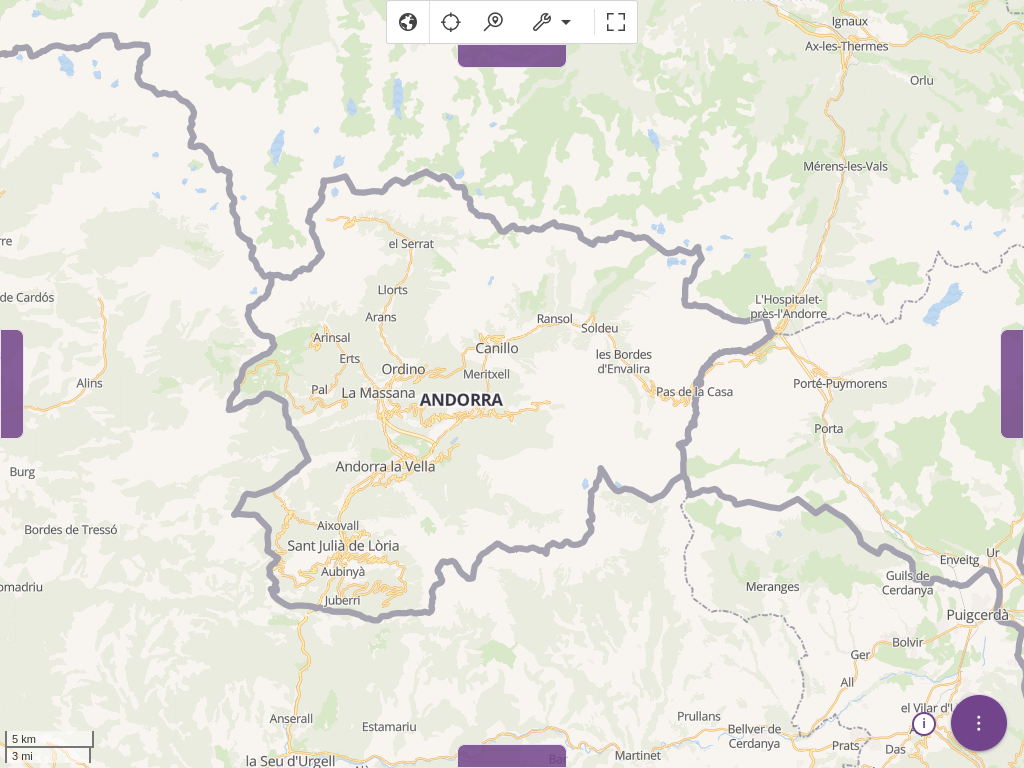 Ignaux
Ax-les-Thermes
Orlu
Mérens-les-Vals
el Serrat
de Cardós
Llorts
L'Hospitalet-
près-l'Andorre
Arans
Ransol
Soldeu
Arinsal
Canillo
Erts
les Bordes
d'Envalira
Ordino
Meritxell
Alins
Pal
La Massana
Pas de la Casa
Porté-Puymorens
ANDORRA
Porta
Burg
Andorra la Vella
Bordes de Tressó
Aixovall
Sant Julià de Lòria
Ur
Enveitg
Aubinyà
Guils de
Cerdanya
Meranges
Juberri
Puigcerdà
Bolvir
Ger
All
el Vilar d'U
Anserall
Estamariu
Prullans
Bellver de
Cerdanya
Prats
Das
5 km
3 mi
la Seu d'Urgell
Bar
Martinet
i